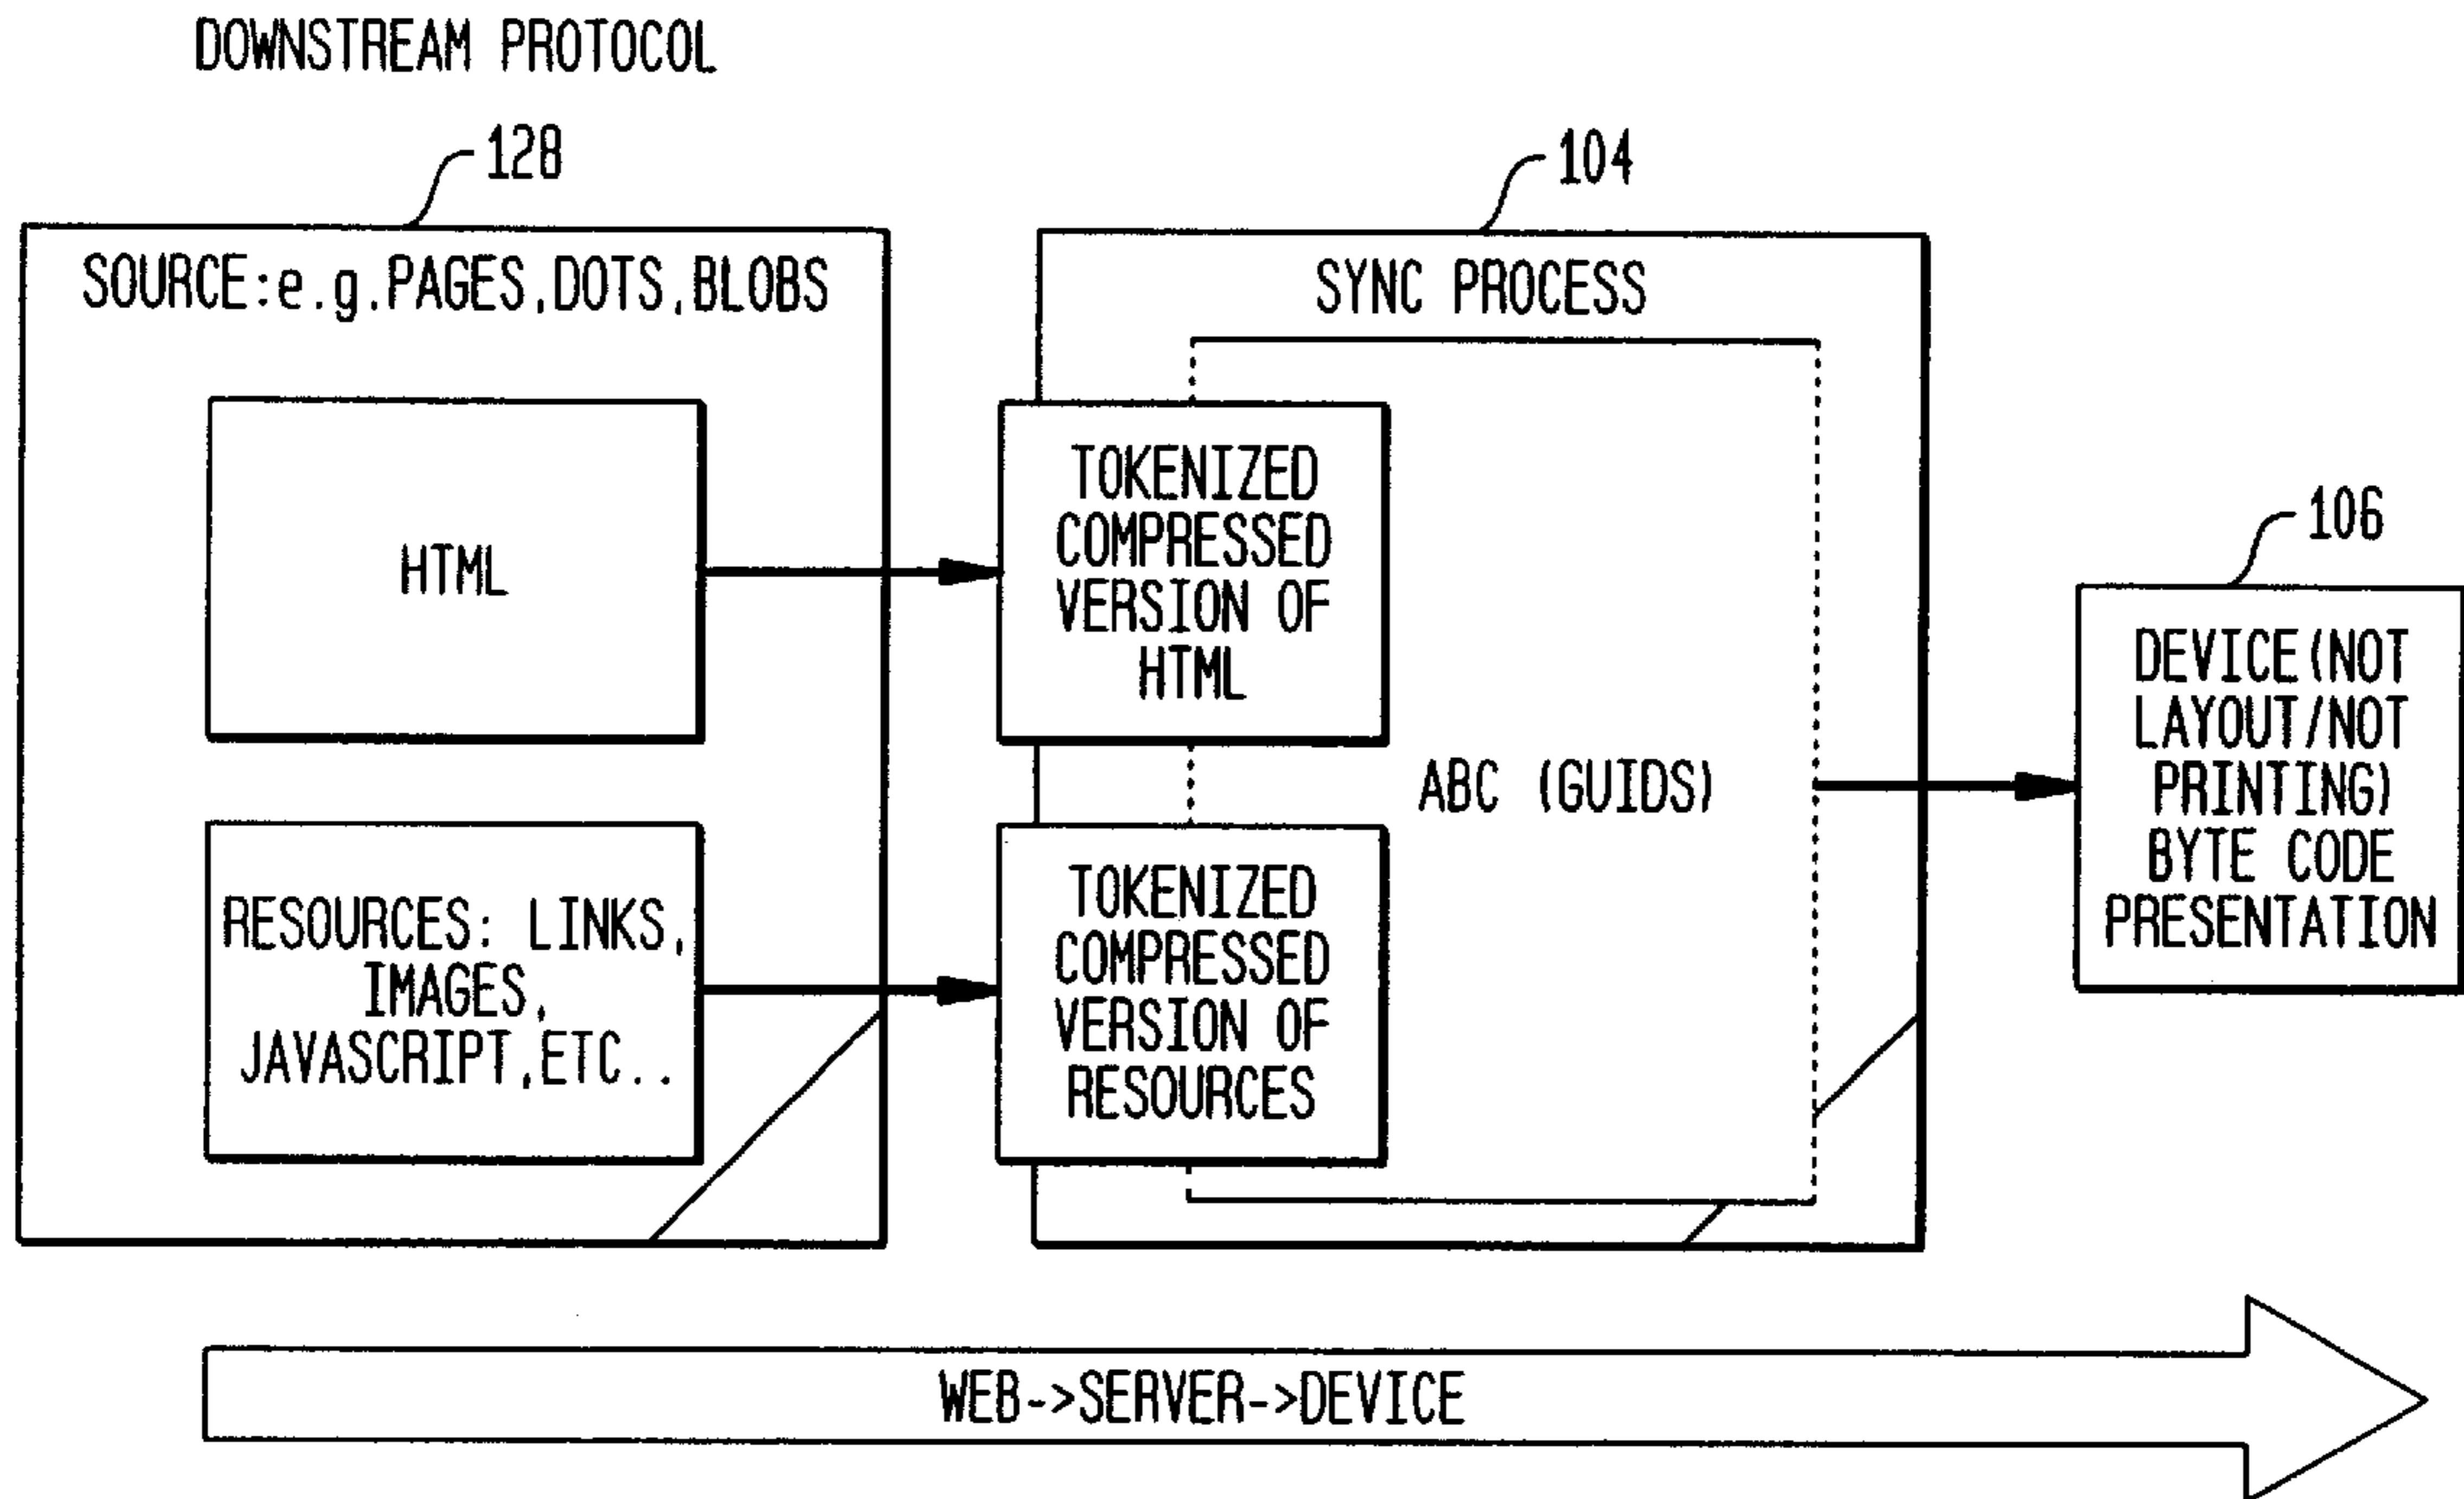 DOWNSTREAM PROTOCOL
128
SOURCE:e.g.PAGES,DOTS,BLOBS
HTML
RESOURCES: LINKS,
IMAGES,
JAVASCRIPT,ETC..
104
SYNC PROCESS
TOKENIZED
COMPRESSED
VERSION OF
HTML
ABC (GUIDS)
TOKENIZED
COMPRESSED
VERSION OF
RESOURCES
106
DEVICE(NOT
LAYOUT/NOT
PRINTING)
BYTE CODE
PRESENTATION
WEB->SERVER->DEVICE